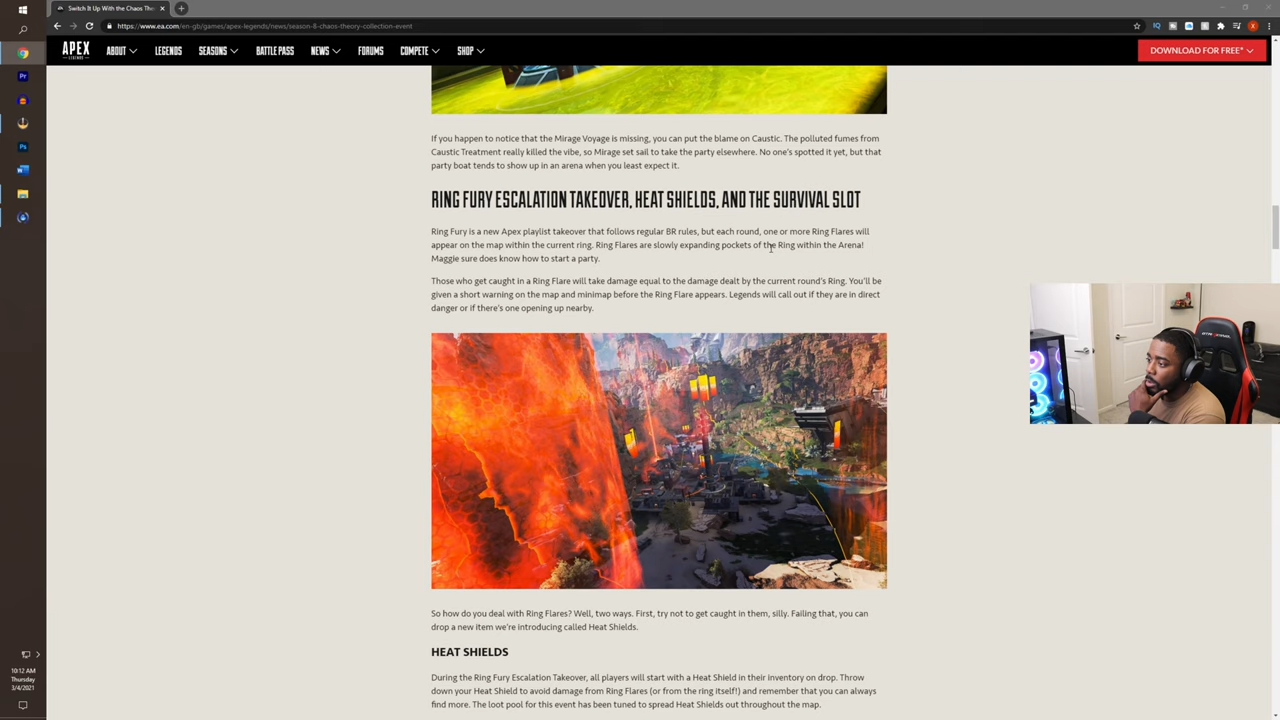 Switch It Up With the Chaos The
https://www.ea.com/en-gb/games/apex-legends/news/season-8-chaos-theory-collection-event
APEX
LEGENDS
ABOUT
LEGENDS
SEASONS
BATTLE PASS
NEWS
FORUMS
COMPETE
SHOP
DOWNLOAD FOR FREE*
If you happen to notice that the Mirage Voyage is missing, you can put the blame on Caustic. The polluted fumes from
Caustic Treatment really killed the vibe, so Mirage set sail to take the party elsewhere. No one's spotted it yet, but that
party boat tends to show up in an arena when you least expect it.
RING FURY ESCALATION TAKEOVER, HEAT SHIELDS, AND THE SURVIVAL SLOT
Ring Fury is a new Apex playlist takeover that follows regular BR rules, but each round, one or more Ring Flares will
appear on the map within the current ring. Ring Flares are slowly expanding pockets of the Ring within the Arena!
Maggie sure does know how to start a party.
Those who get caught in a Ring Flare will take damage equal to the damage dealt by the current round's Ring. You'll be
given a short warning on the map and minimap before the Ring Flare appears. Legends will call out if they are in direct
danger or if there's one opening up nearby.
So how do you deal with Ring Flares? Well, two ways. First, try not to get caught in them, silly. Failing that, you can
drop a new item we're introducing called Heat Shields.
HEAT SHIELDS
During the Ring Fury Escalation Takeover, all players will start with a Heat Shield in their inventory on drop. Throw
down your Heat Shield to avoid damage from Ring Flares (or from the ring itself!) and remember that you can always
find more. The loot pool for this event has been tuned to spread Heat Shields out throughout the map.
10:12 AM
Thursday
3/4/2021